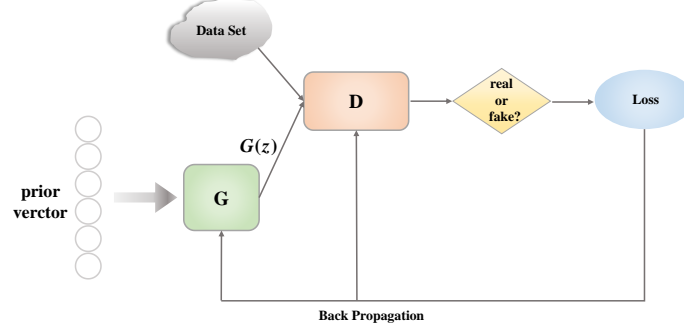 Data Set
D
real
or
fake?
Loss
G(z)
G
prior
verctor
Back Propagation